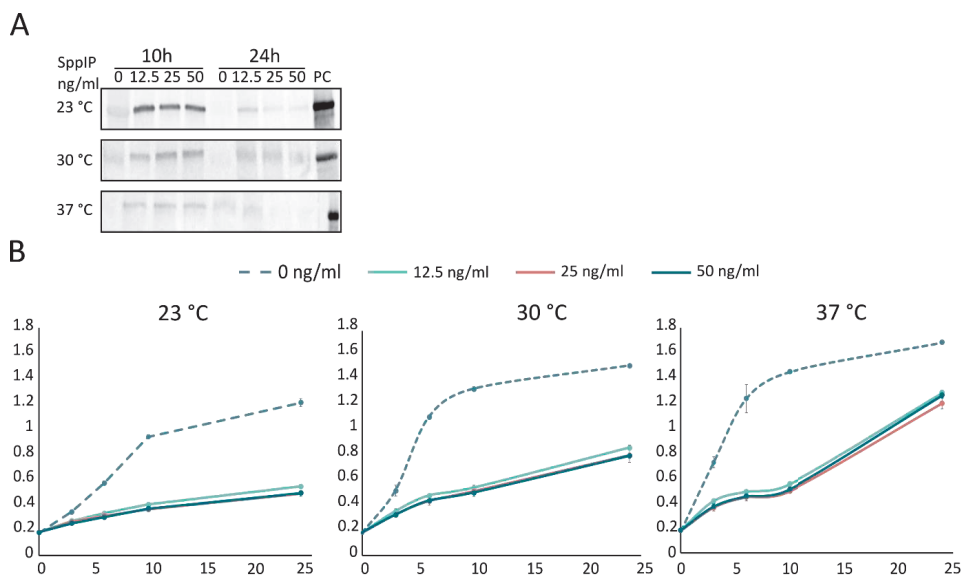 A
SppIP 10h 24h
ng/ml 0 12.5 25 50 0 12.5 25 50 PC
23 °C
30 °C
37 °C
B
0 ng/ml 12.5 ng/ml 25 ng/ml 50 ng/ml
23 °C 30 °C 37 °C
1.8 1.8 1.8
1.6 1.6 1.6
1.4 1.4 1.4
1.2 1.2 1.2
1 1 1
0.8 0.8 0.8
0.6 0.6 0.6
0.4 0.4 0.4
0.2 0.2 0.2
0 0 0
0 5 10 15 20 25 0 5 10 15 20 25 0 5 10 15 20 25